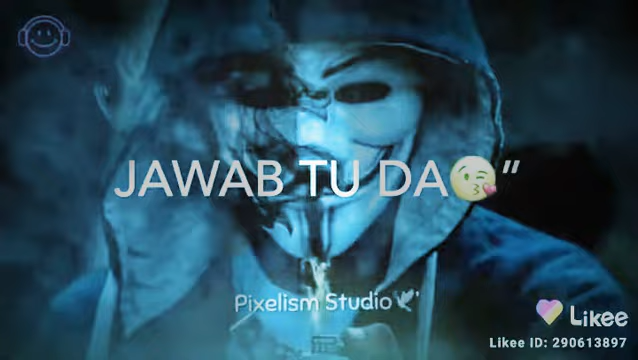 JAWAB TU DA😘”
Pixelism Studio🕊’
Likee
Likee ID: 290613897